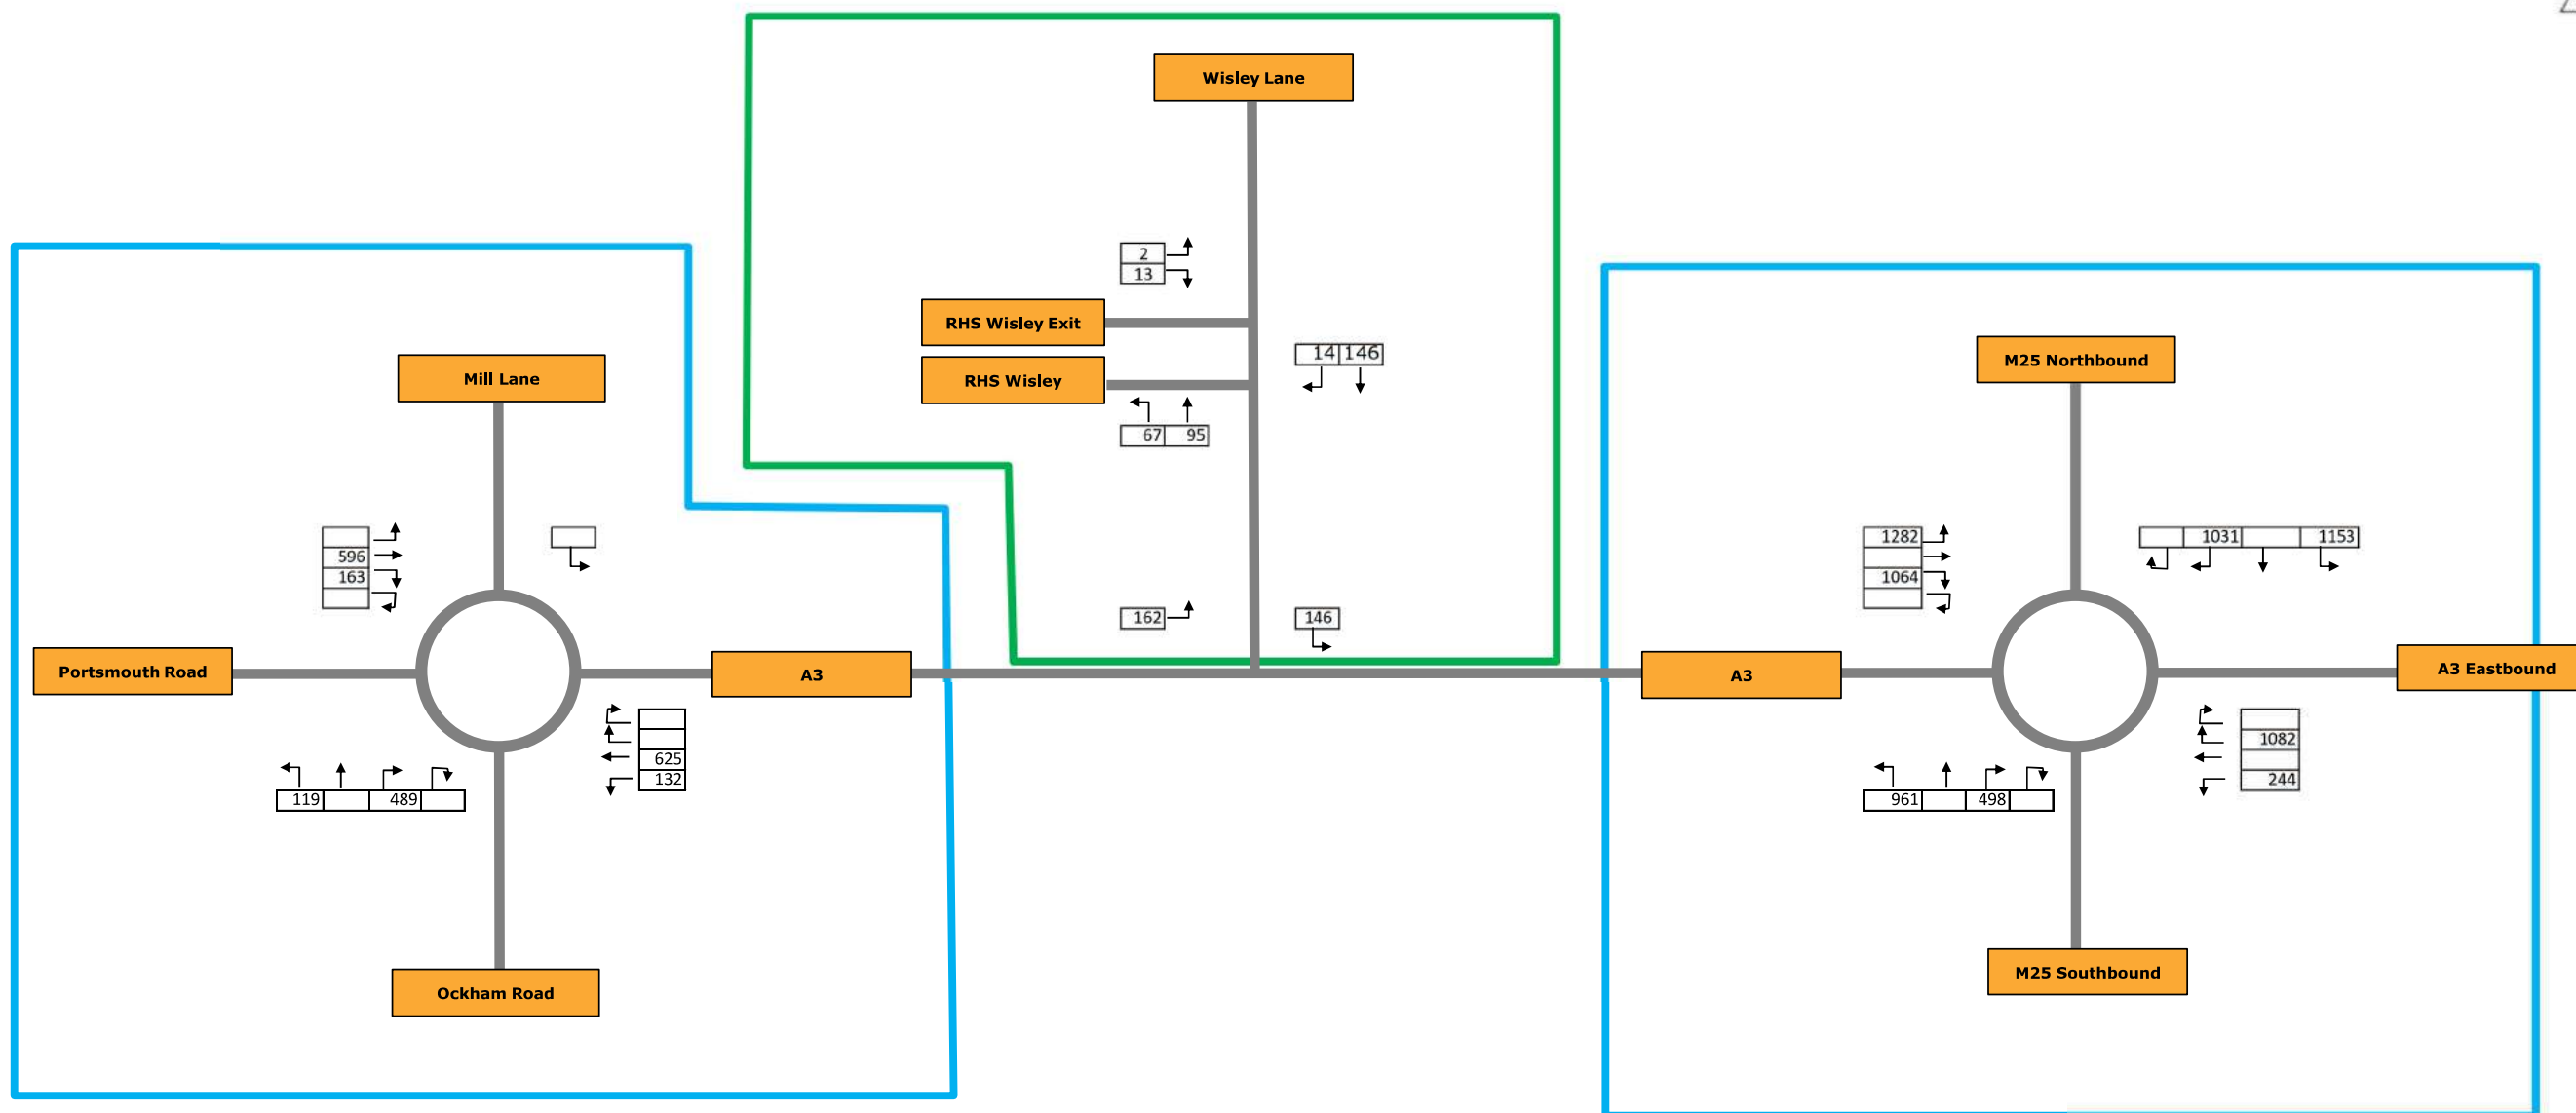 Wisley Lane
2
13
RHS Wisley Exit
14 146
RHS Wisley
67 95
162
146
Mill Lane
596
163
Portsmouth Road
A3
625
132
119 489
Ockham Road
M25 Northbound
1282
1064
1031 1153
A3
A3 Eastbound
1082
244
961 498
M25 Southbound